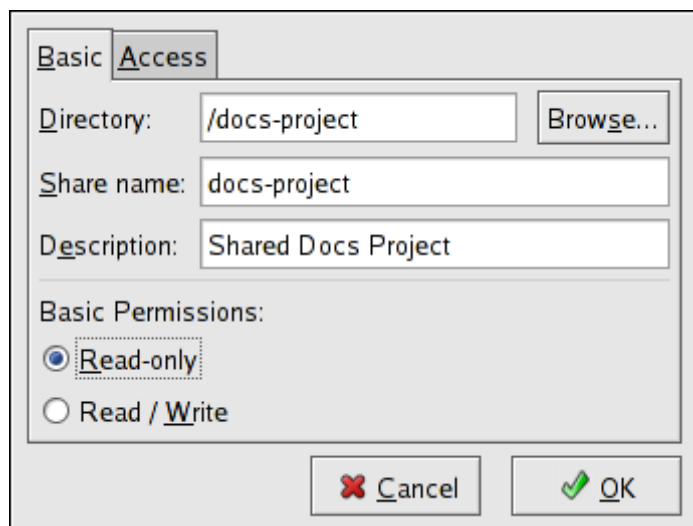 Basic Access
Directory: /docs-project Browse...
Share name: docs-project
Description: Shared Docs Project
Basic Permissions:
Read-only
Read / Write
Cancel OK